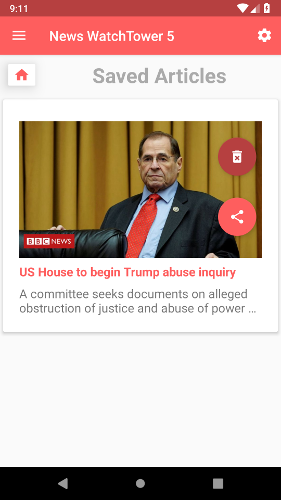 9:11
News WatchTower 5
Saved Articles
BBC NEWS
US House to begin Trump abuse inquiry
A committee seeks documents on alleged
obstruction of justice and abuse of power ...